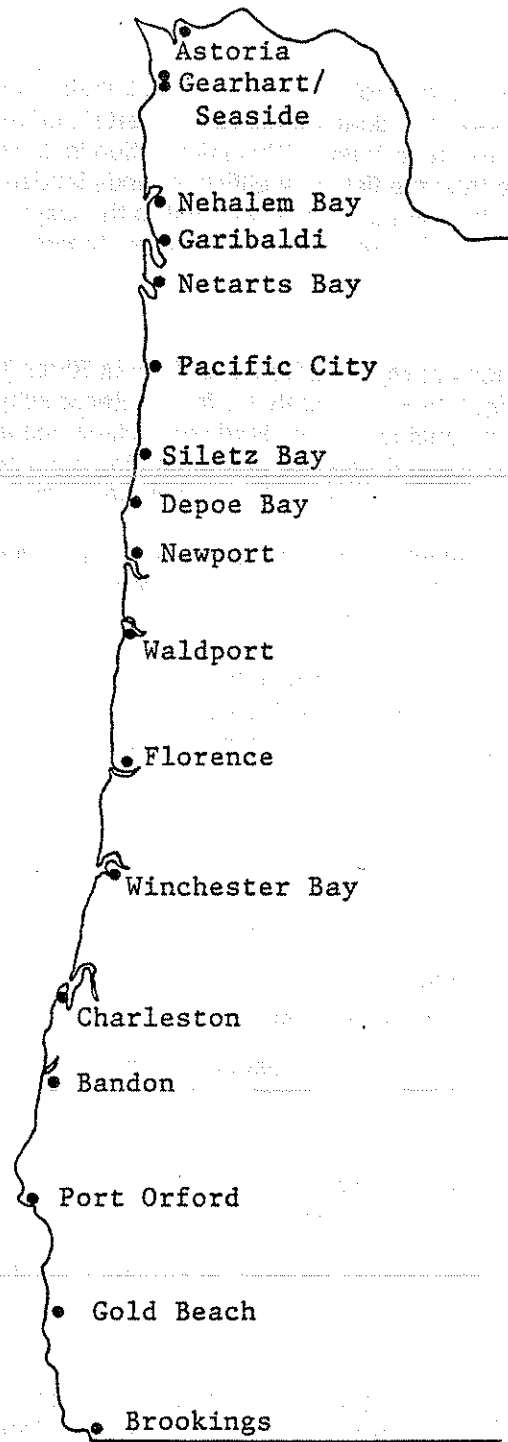 Astoria
Gearhart/
Seaside
Nehalem Bay
Garibaldi
Netarts Bay
Pacific City
Siletz Bay
Depoe Bay
Newport
Waldport
Florence
Winchester Bay
Charleston
Bandon
Port Orford
Gold Beach
Brookings